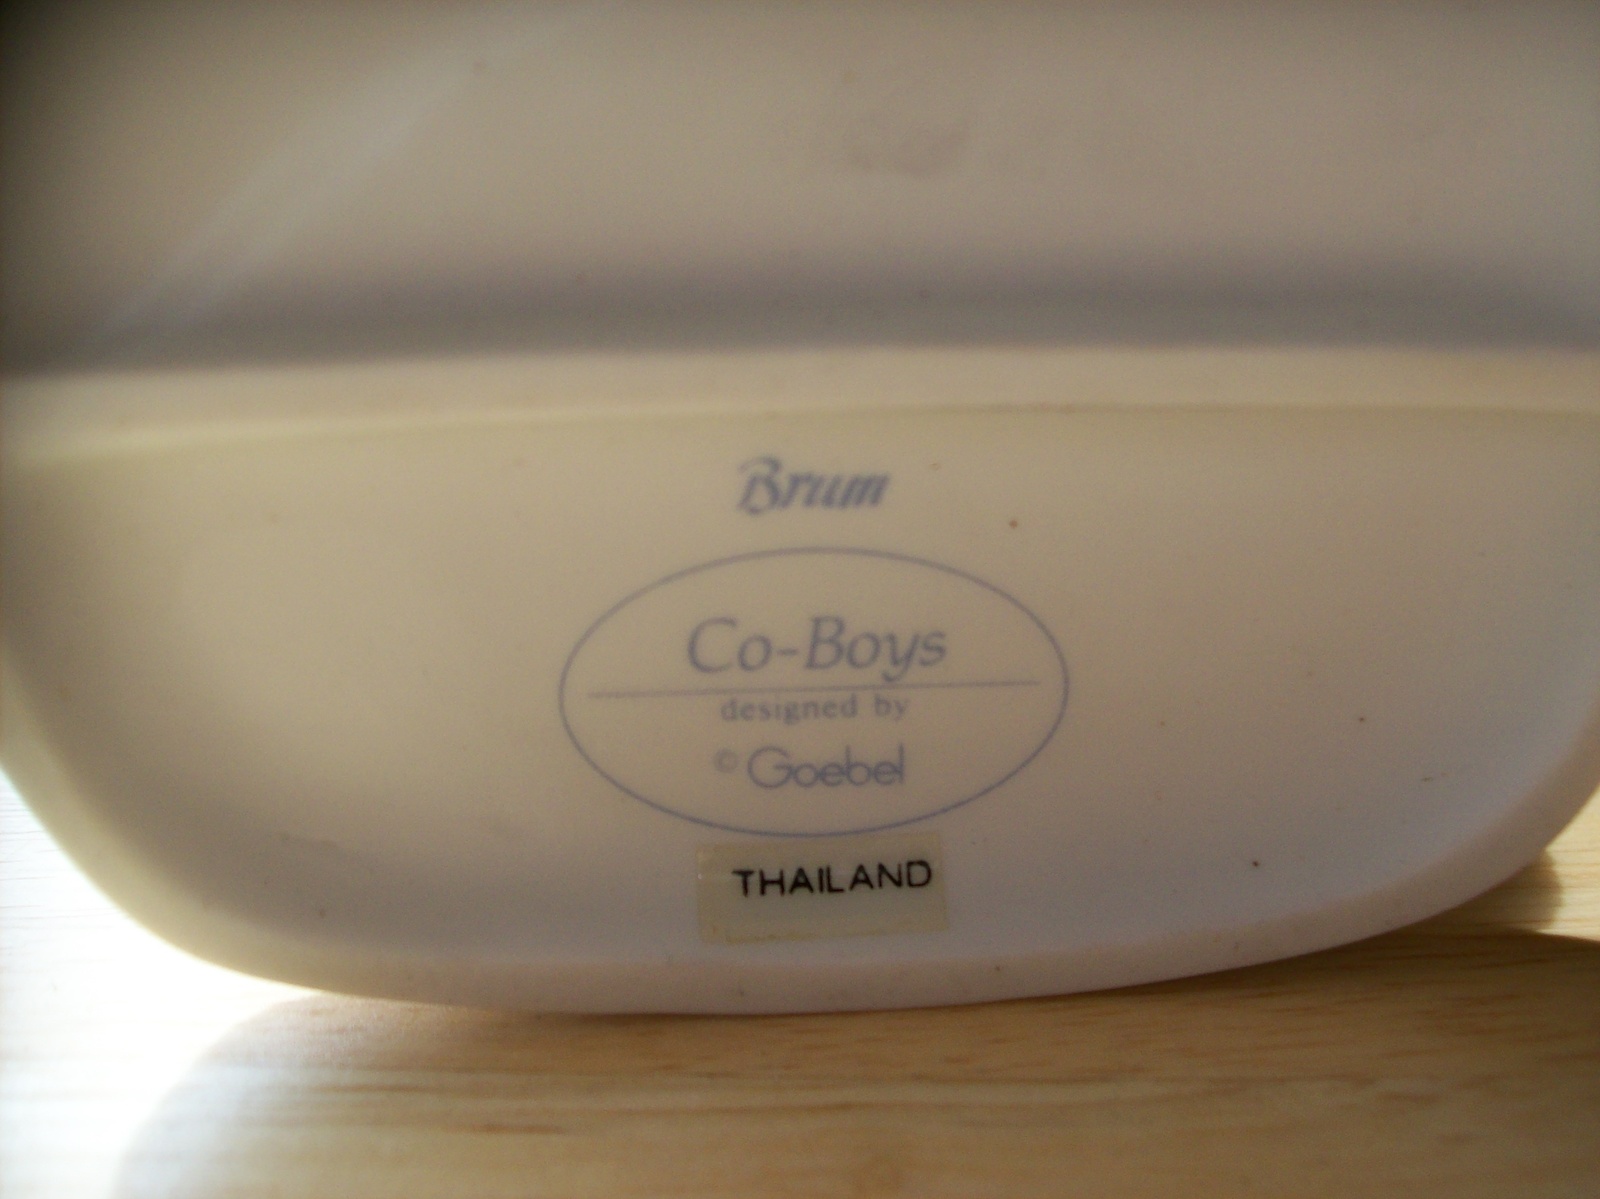 Brum
Co-Boys
designed by
© Goebel
THAILAND